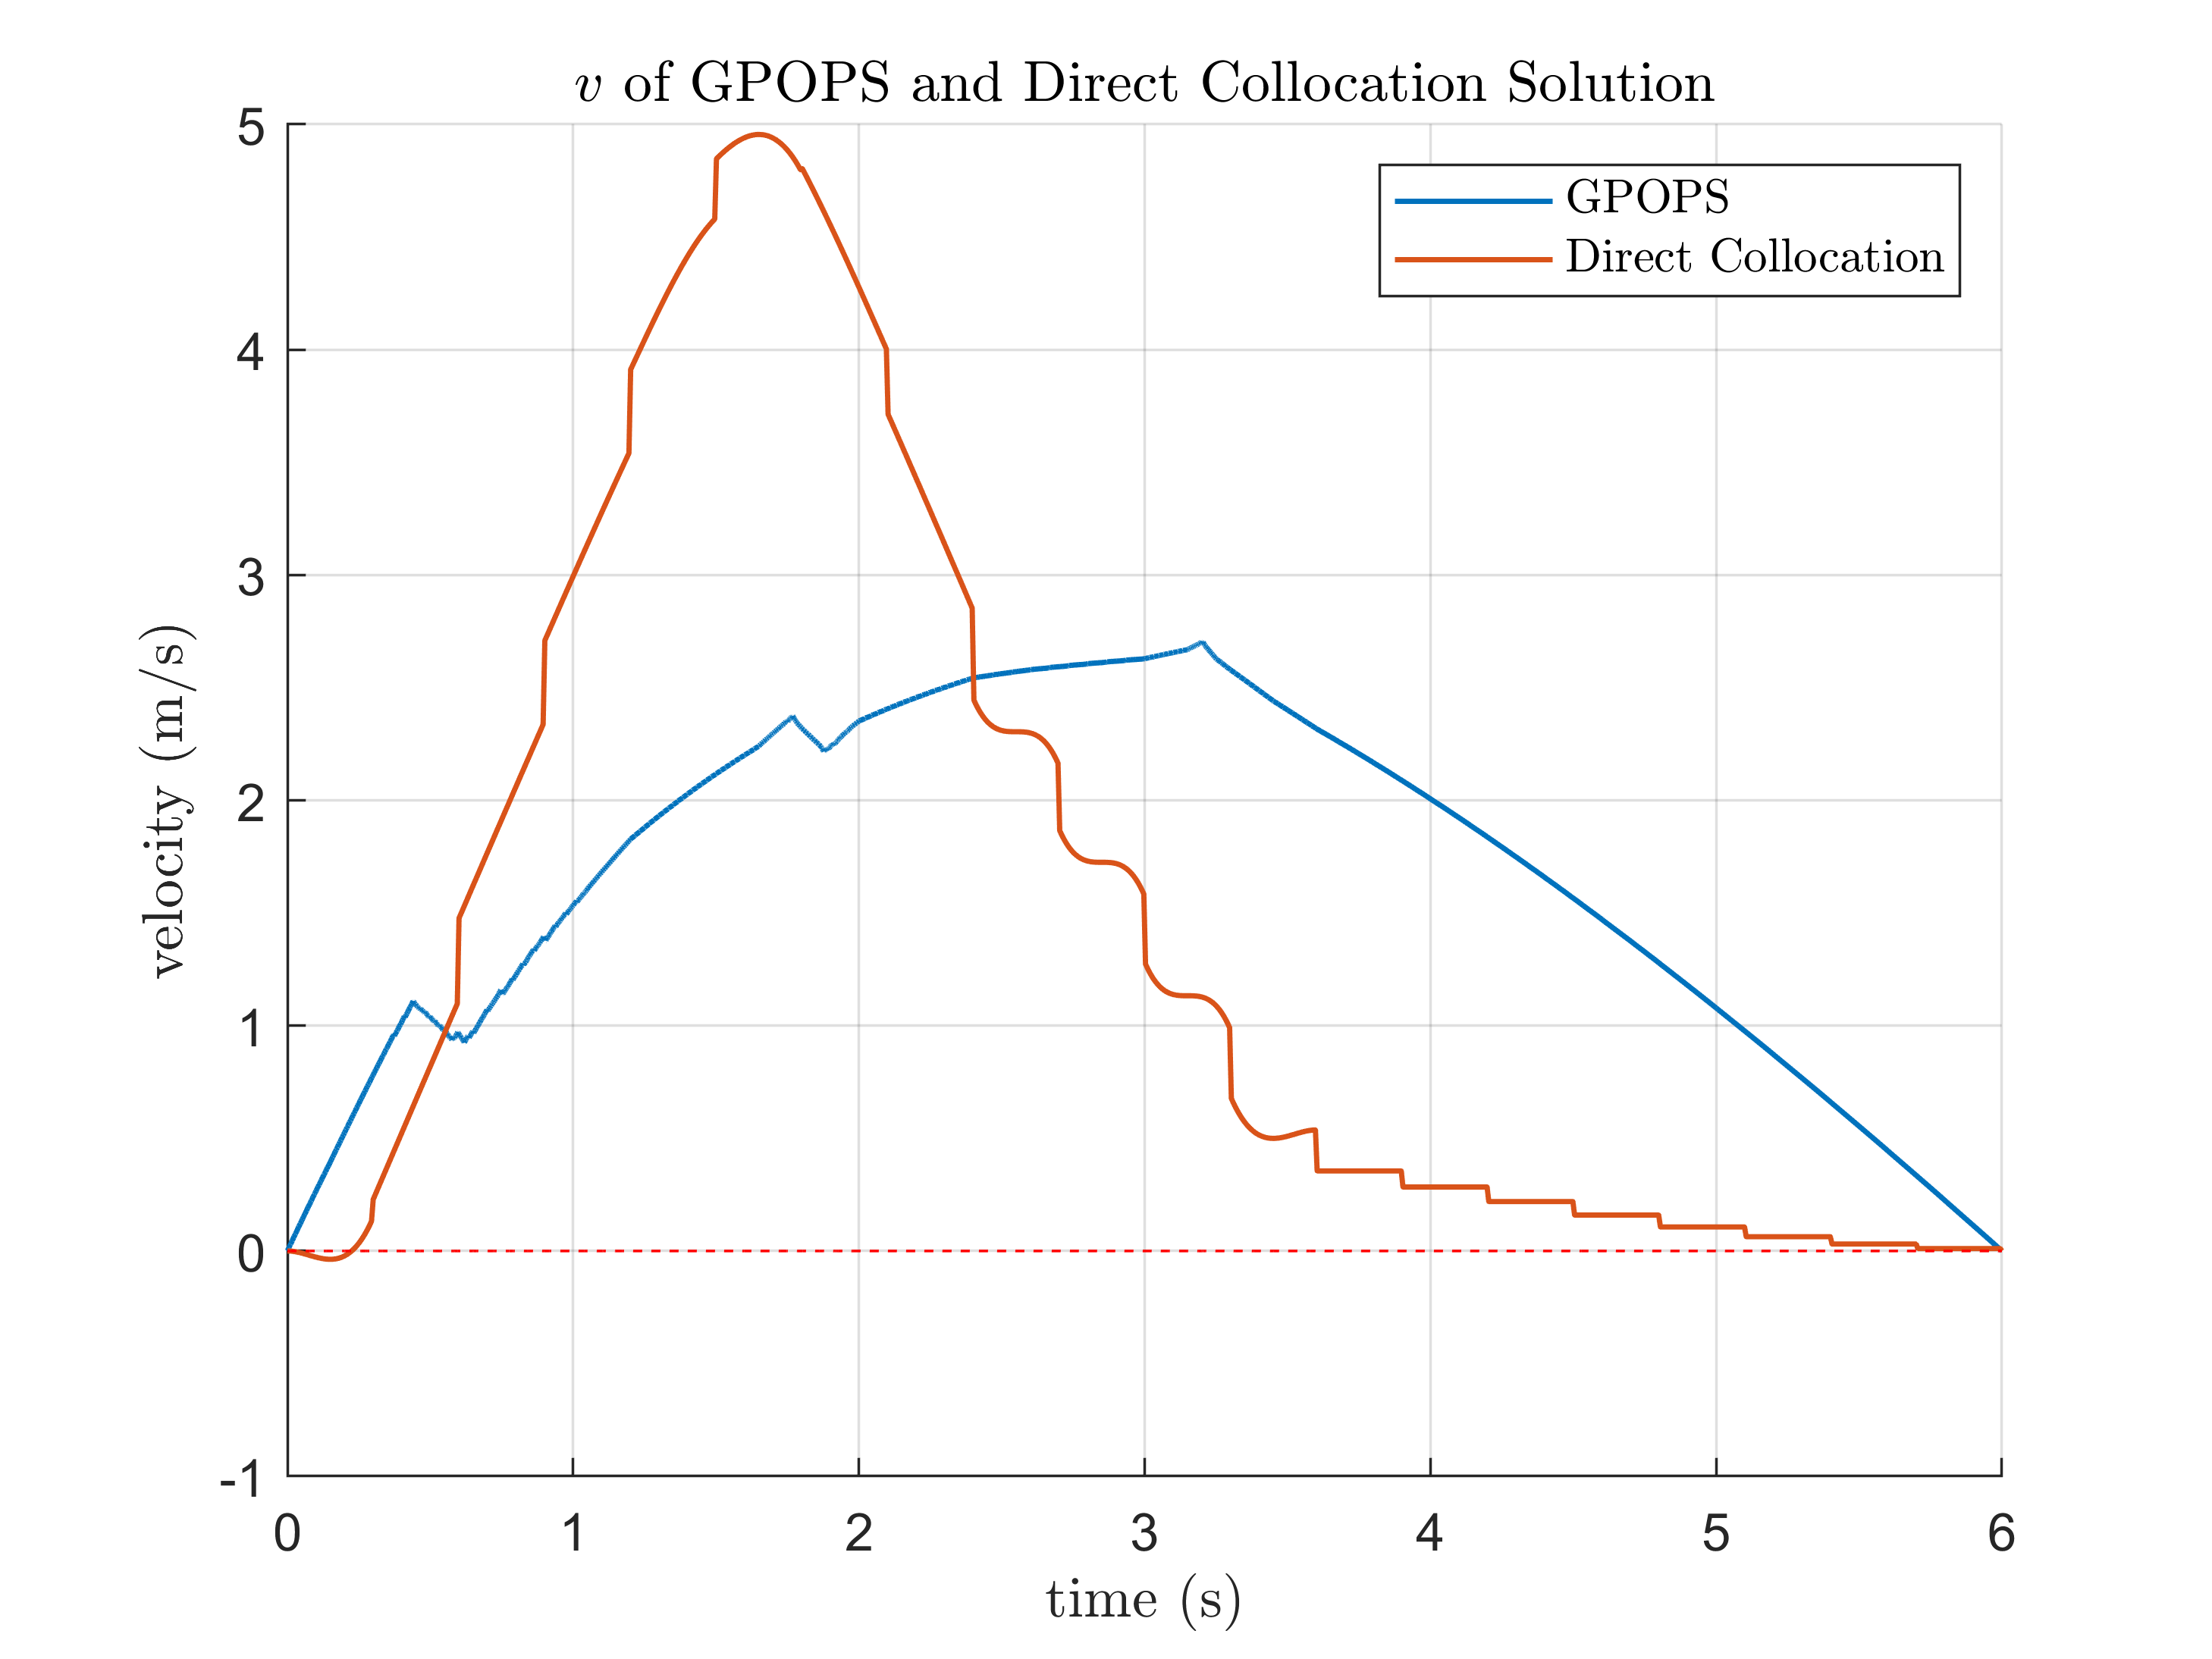 v of GPOPS and Direct Collocation Solution
5
4
3
2
1
0
-1
velocity (m/s)
GPOPS
Direct Collocation
0 1 2 3 4 5 6
time (s)